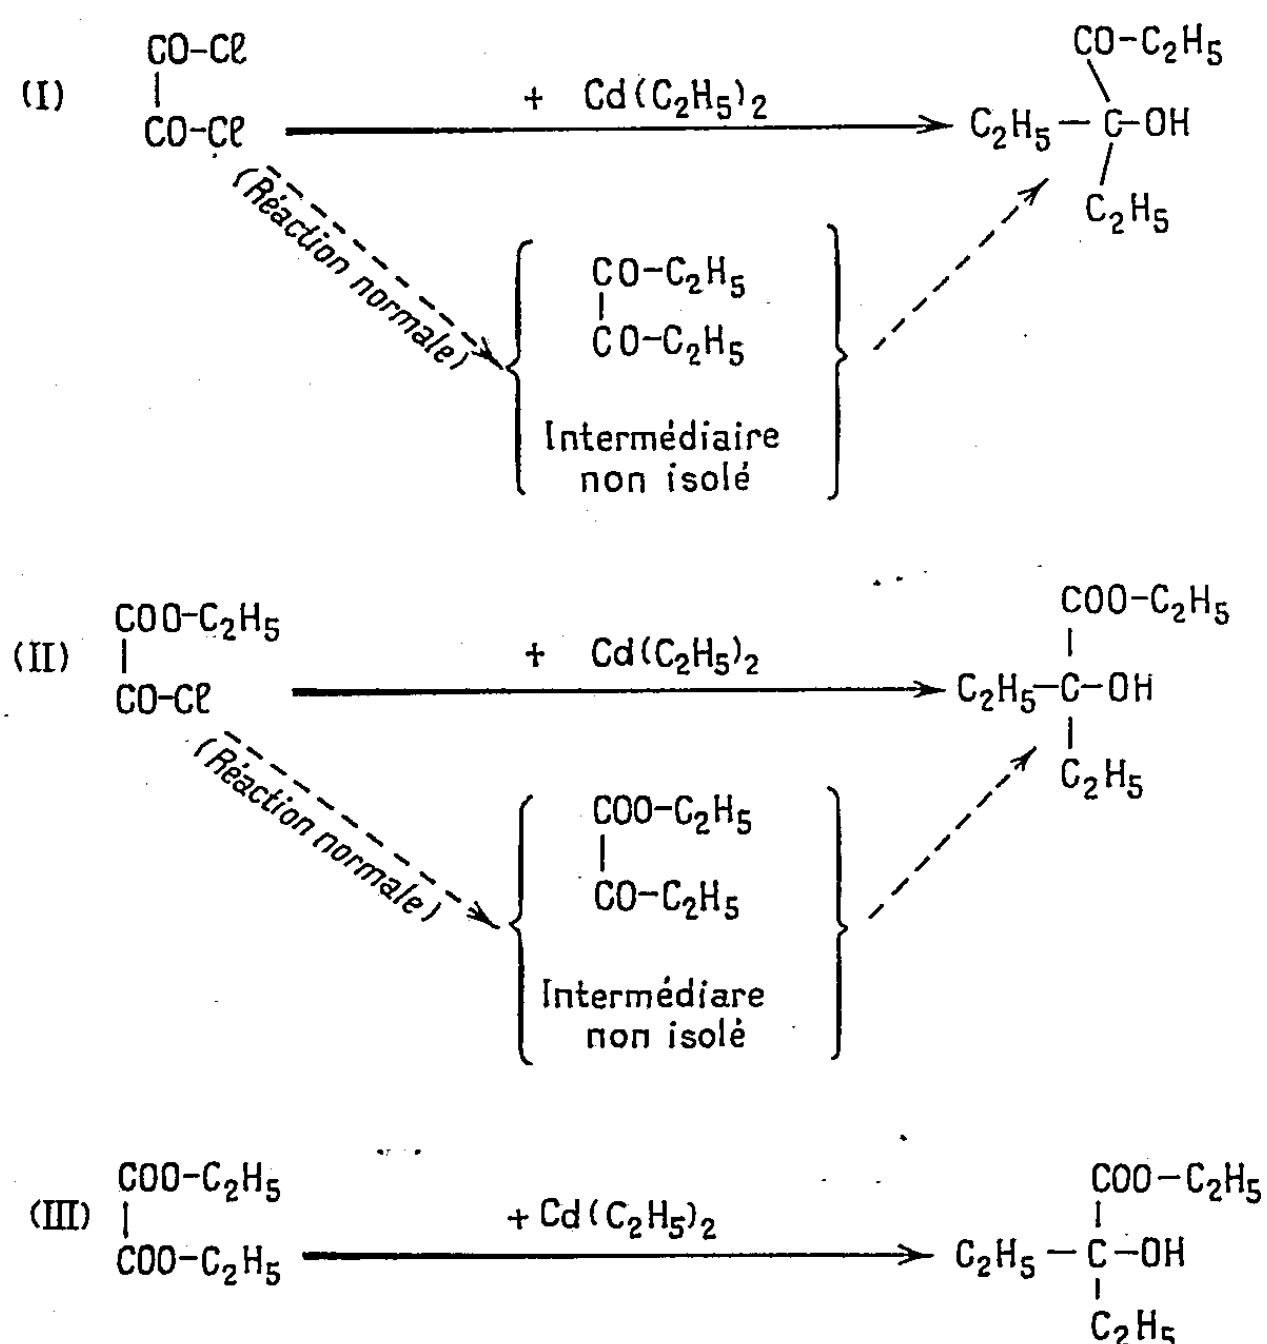 CO-Cl
CO-C₂H₅
(I)
+ Cd(C₂H₅)₂
CO-Cl
C₂H₅-C-OH
(Réaction normale)
C₂H₅
CO-C₂H₅
CO-C₂H₅
Intermédiaire
non isolé
COO-C₂H₅
COO-C₂H₅
(II)
+ Cd(C₂H₅)₂
CO-Cl
C₂H₅-C-OH
(Réaction normale)
C₂H₅
COO-C₂H₅
CO-C₂H₅
Intermédiare
non isolé
COO-C₂H₅
COO-C₂H₅
(III)
+Cd(C₂H₅)₂
COO-C₂H₅
C₂H₅-C-OH
C₂H₅